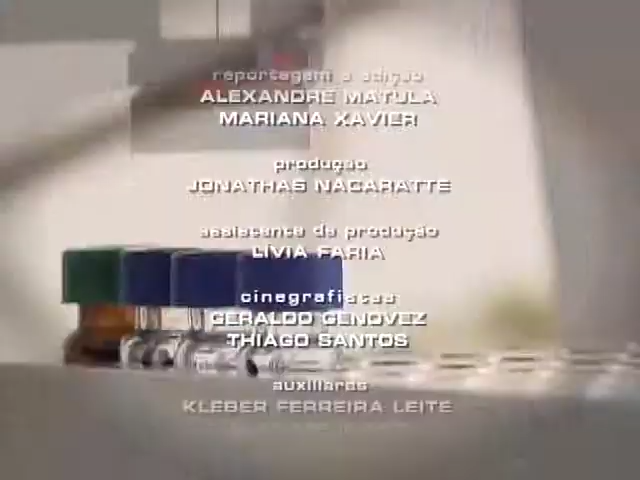 reportagem e edição
ALEXANDRE MATULA
MARIANA XAVIER
produção
JONATHAS NACARATTE
assistente de produção
LÍVIA FARIA
cinegrafistas
GERALDO GENOVEZ
THIAGO SANTOS
auxiliares
KLEBER FERREIRA LEITE